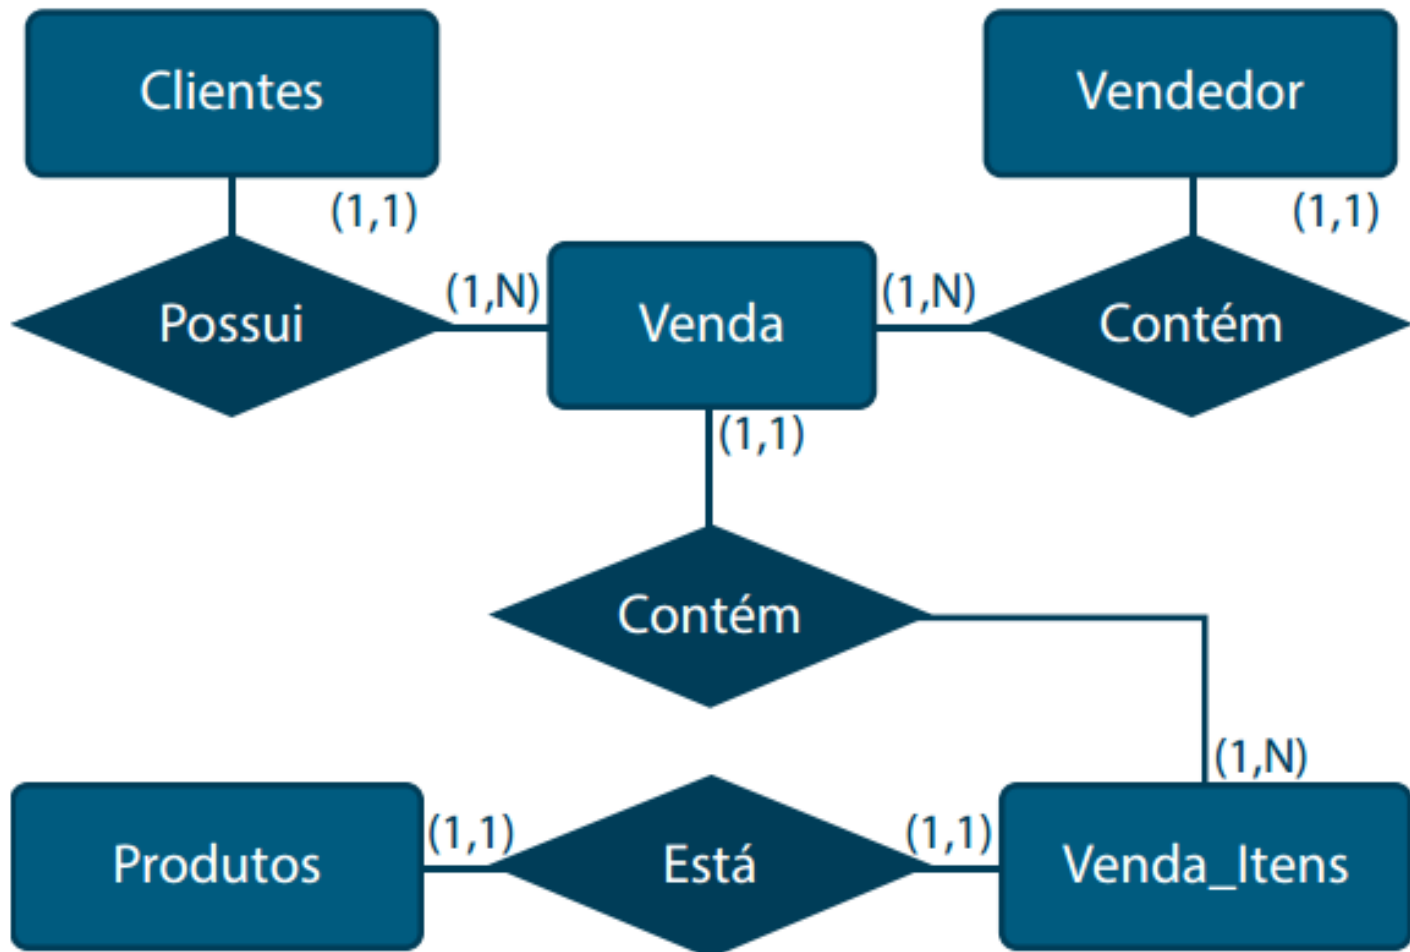 Clientes
Vendedor
(1,1)
(1,1)
Possui
(1,N)
Venda
(1,N)
Contém
(1,1)
Contém
(1,N)
Produtos
(1,1)
Está
(1,1)
Venda_Itens